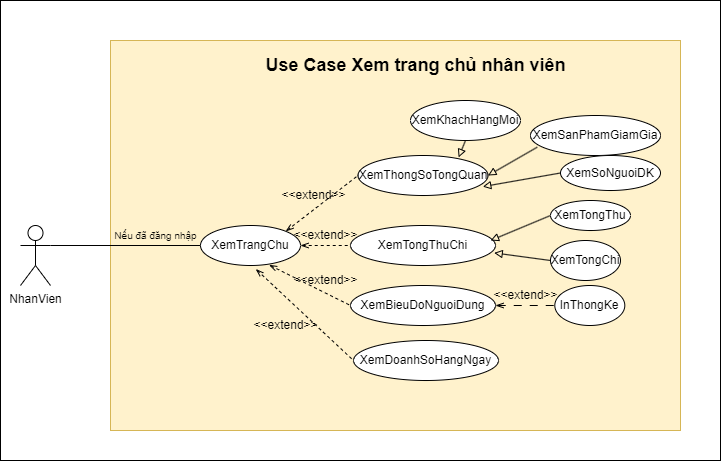 Use Case Xem trang chủ nhân viên
XemKhachHangMoi
XemSanPhamGiamGia
XemThongSoTongQuan
XemSoNguoiDK
<<extend>>
XemTongThu
Nếu đã đăng nhập
XemTrangChu
<<extend>>
XemTongThuChi
XemTongChi
NhanVien
<<extend>>
XemBieuDoNguoiDung
<<extend>>
InThongKe
<<extend>>
XemDoanhSoHangNgay